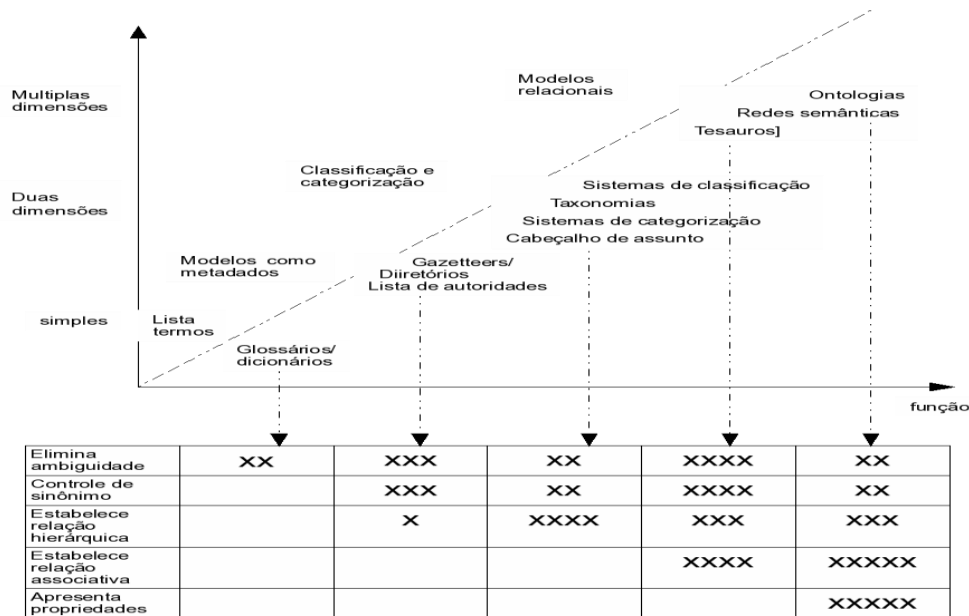 Multiplas
dimensões
Duas
dimensões
simples
Modelos
relacionais
Ontologias
Redes semânticas
Tesauros]
Classificação e
categorização
Sistemas de classificação
Taxonomias
Sistemas de categorização
Cabeçalho de assunto
Modelos como
metadados
Gazetteers/
Diiretórios
Lista de autoridades
Lista
termos
Glossários/
dicionários
função
Elimina
ambiguidade
XX XXX XX XXXX XX
Controle de
sinônimo
XXX XX XXXX XX
Estabelece
relação
hierárquica
X XXXX XXX XXX
Estabelece
relação
associativa
XXXX XXXXX
Apresenta
propriedades
XXXXX